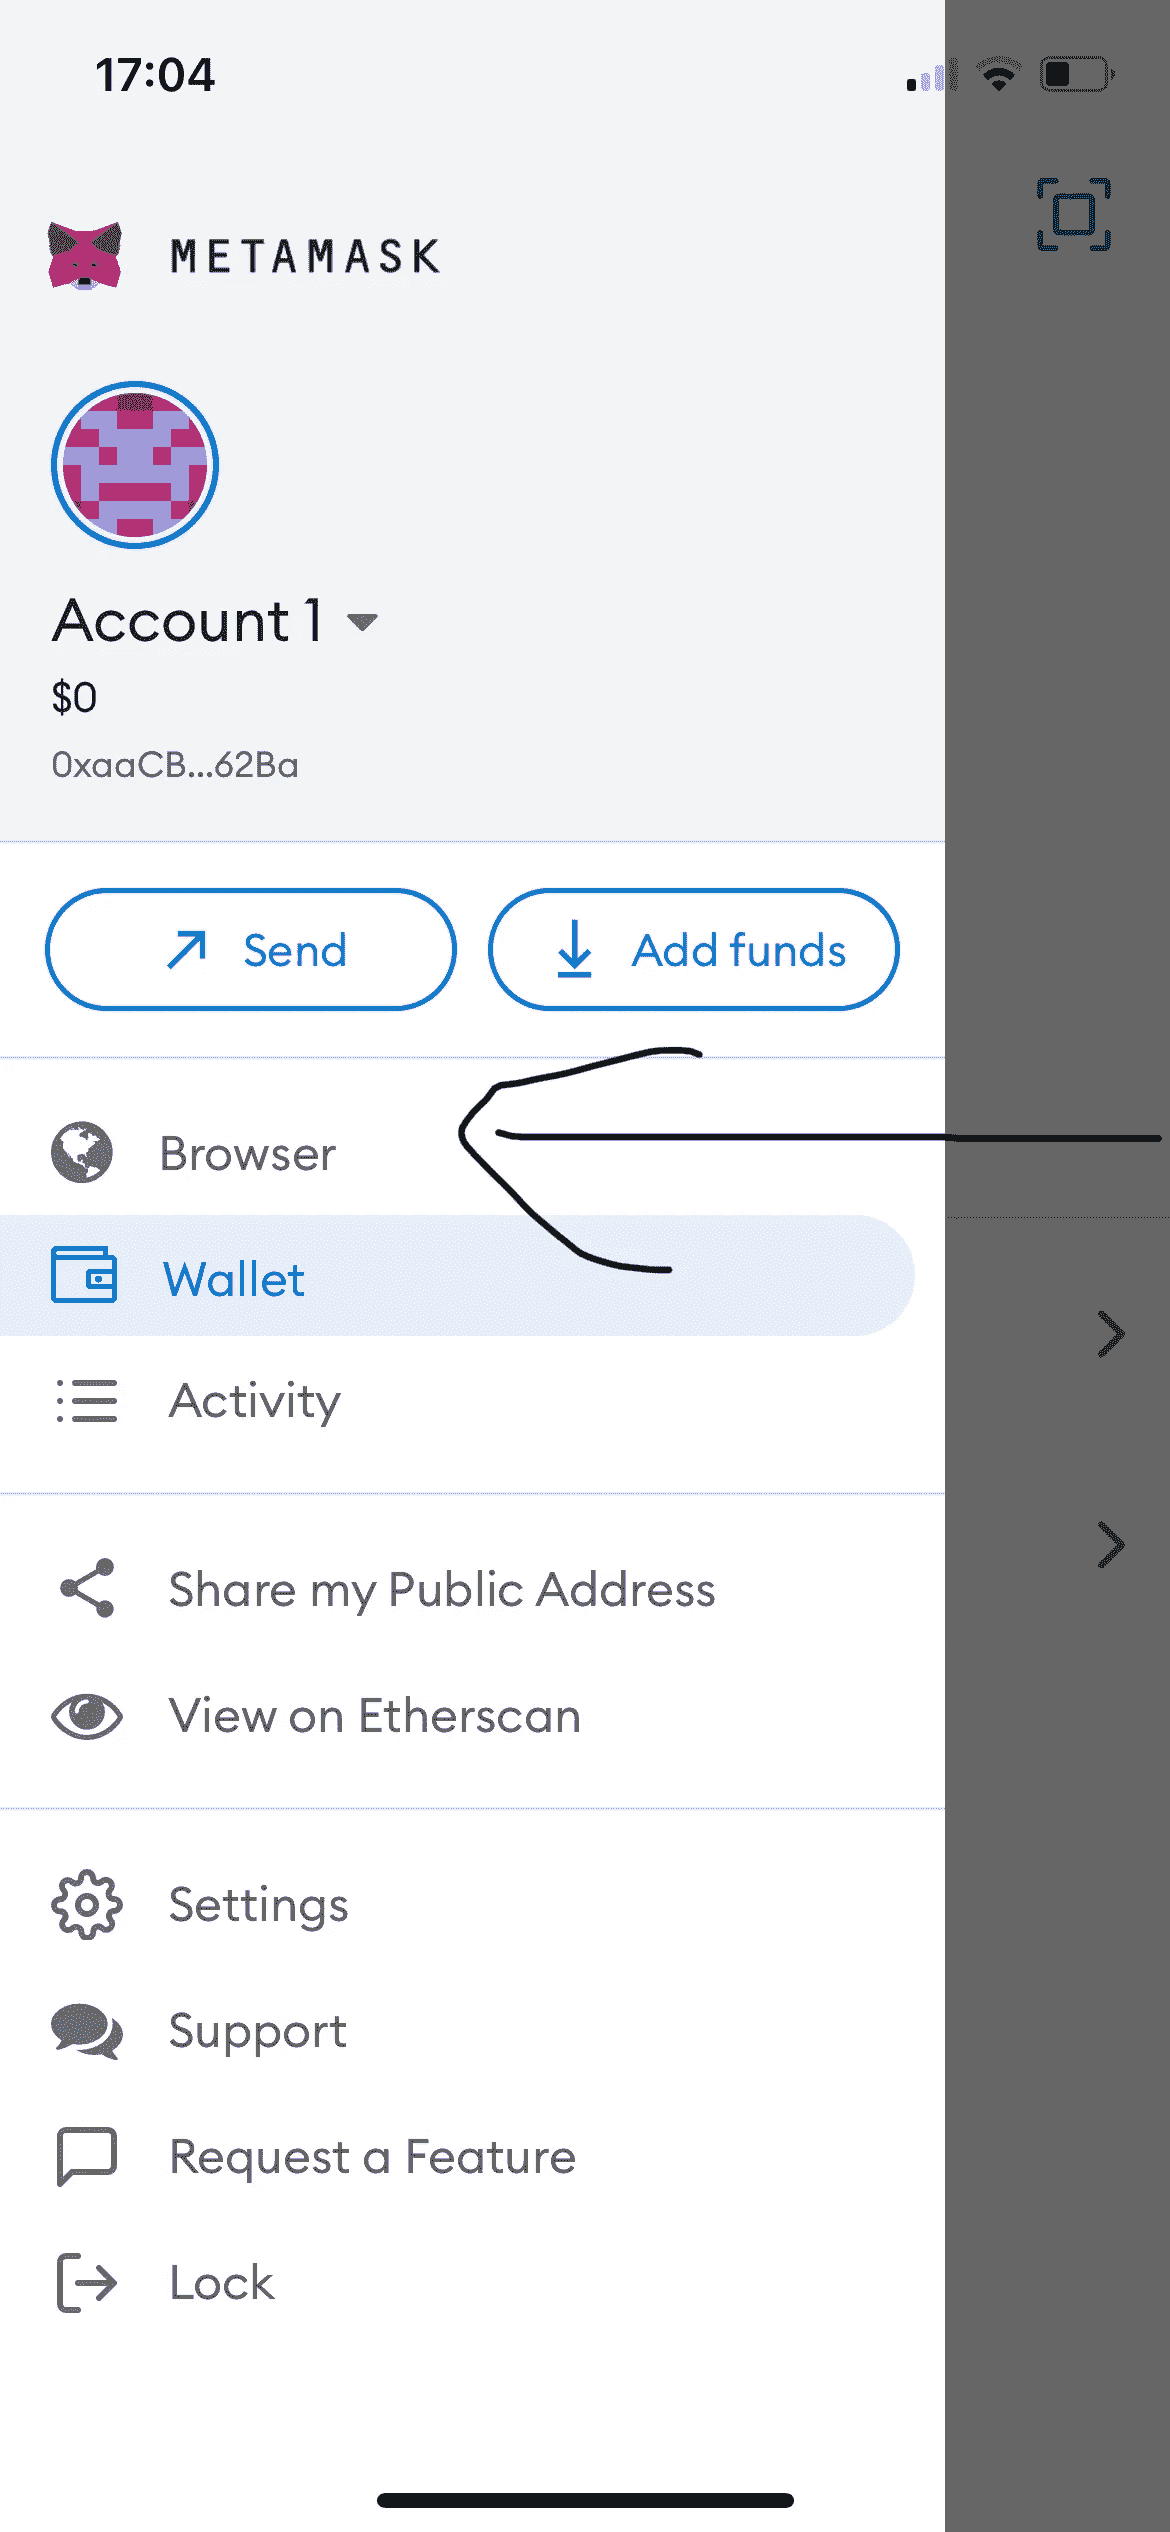 17:04
METAMASK
Account 1
$0
0xaaCB...62Ba
Send Add funds
Browser
Wallet
Activity
Share my Public Address
View on Etherscan
Settings
Support
Request a Feature
Lock